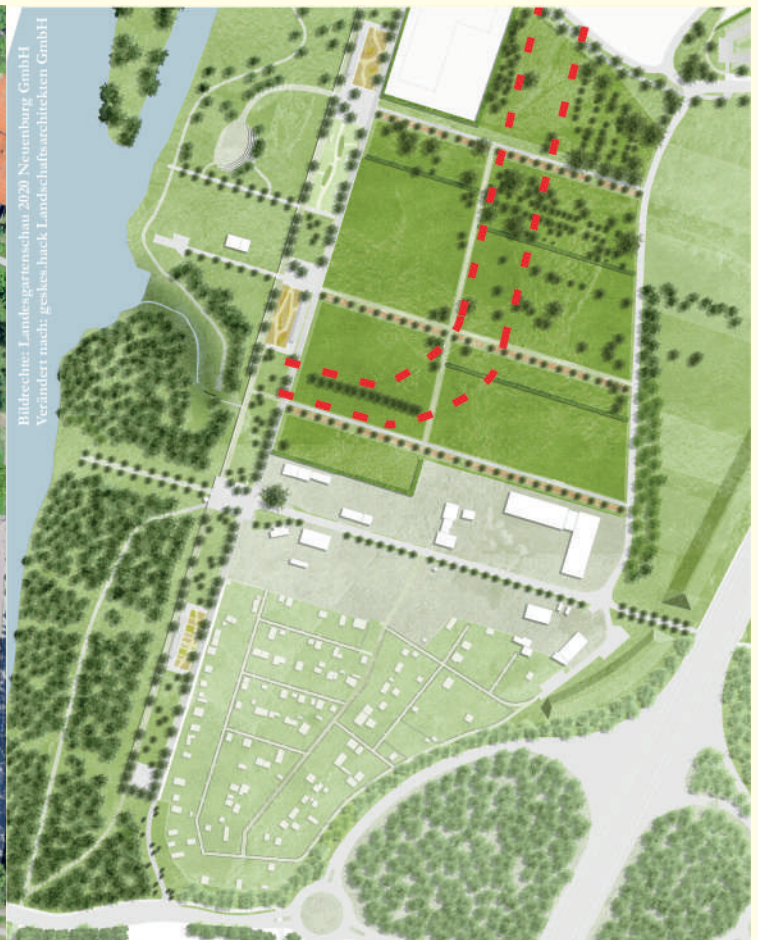 Bildrechte: Landesgartenschau 2020 Neuenburg GmbH
Verändert nach: geskes.hack Landschaftsarchitekten GmbH